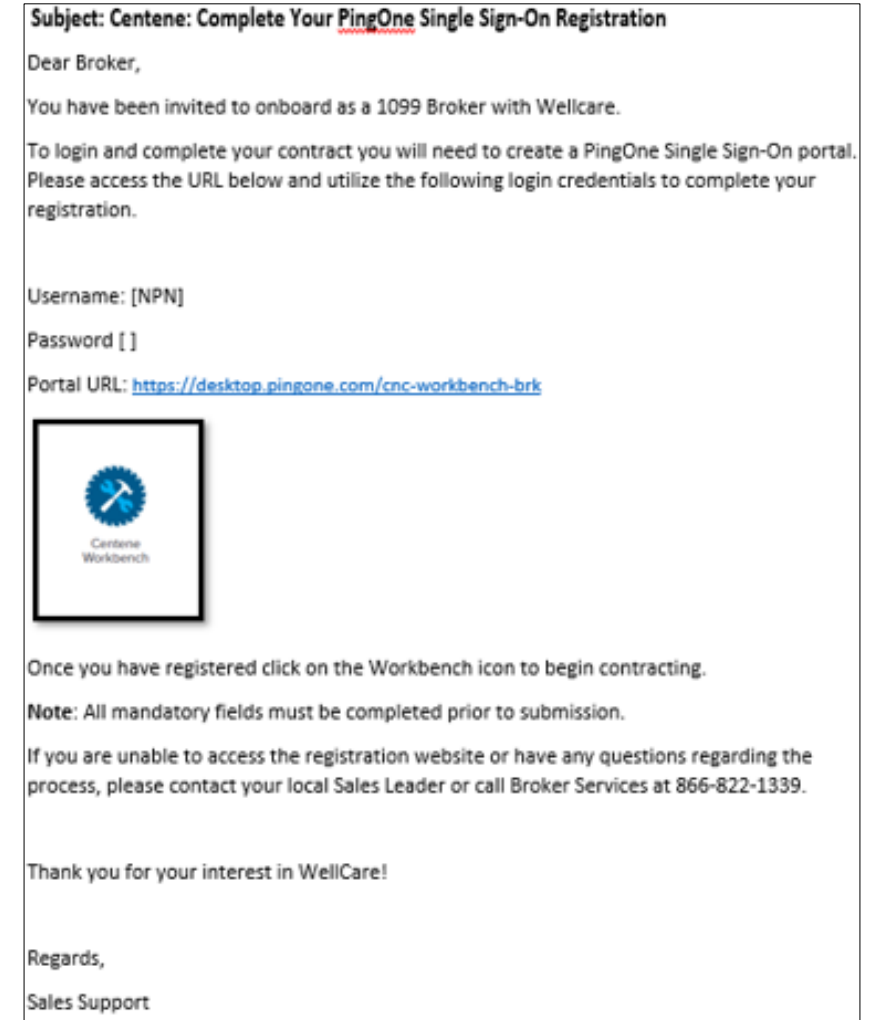 Subject: Centene: Complete Your PingOne Single Sign-On Registration
Dear Broker,
You have been invited to onboard as a 1099 Broker with Wellcare.
To login and complete your contract you will need to create a PingOne Single Sign-On portal.
Please access the URL below and utilize the following login credentials to complete your
registration.
Username: [NPN]
Password [ ]
Portal URL: https://desktop.pingone.com/cnc-workbench-brk
Centene
Workbench
Once you have registered click on the Workbench icon to begin contracting.
Note: All mandatory fields must be completed prior to submission.
If you are unable to access the registration website or have any questions regarding the
process, please contact your local Sales Leader or call Broker Services at 866-822-1339.
Thank you for your interest in WellCare!
Regards,
Sales Support